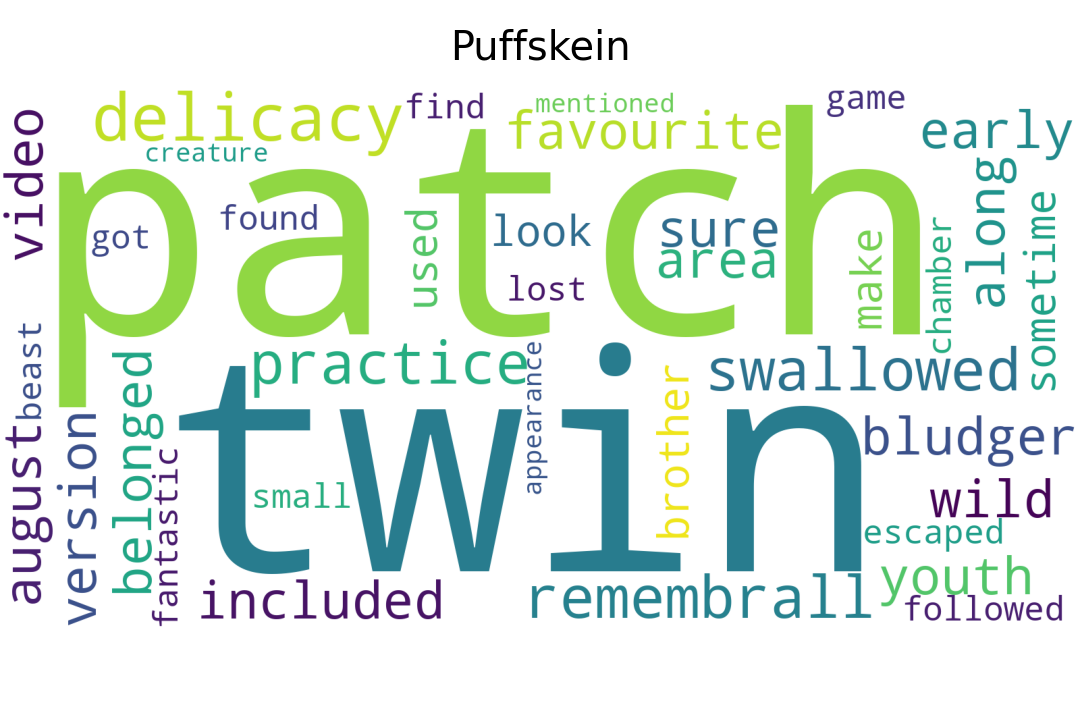 Puffskein
patch
twin
delicacy
find
mentioned
favourite
game
early
video
creature
got
found
used
look
sure
area
lost
make
chamber
along
sometime
beast
august
version
belonged
fantastic
practice
appearance
brother
swallowed
bludger
small
wild
escaped
included
remembrall
youth
followed